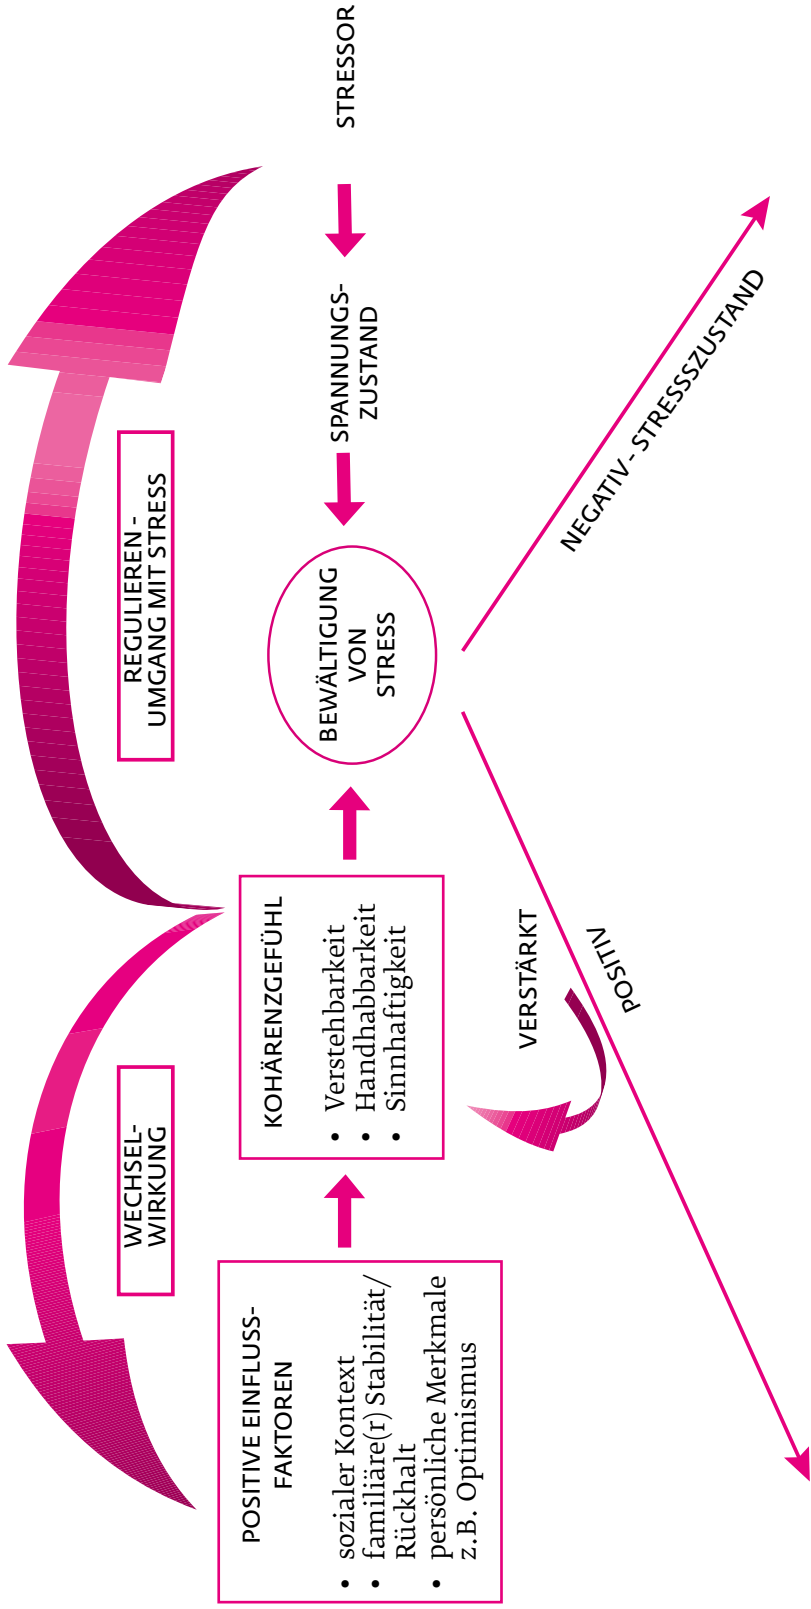 WECHSEL-
WIRKUNG
REGULIEREN -
UMGANG MIT STRESS
POSITIVE EINFLUSS-
FAKTOREN
• sozialer Kontext
• familiäre(r) Stabilität/
Rückhalt
• persönliche Merkmale
z.B. Optimismus
KOHÄRENZGEFÜHL
• Verstehbarkeit
• Handhabbarkeit
• Sinnhaftigkeit
BEWÄLTIGUNG
VON
STRESS
SPANNUNGS-
ZUSTAND
STRESSOR
VERSTÄRKT
POSITIV
NEGATIV - STRESSSZUSTAND